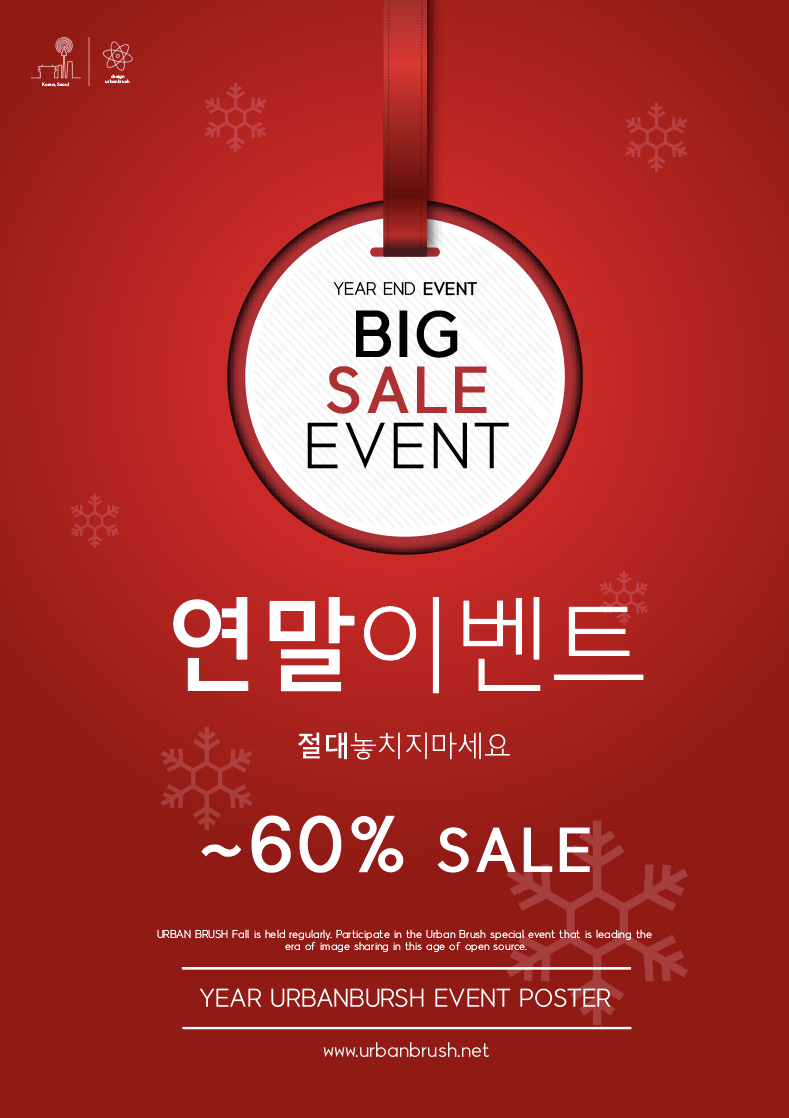 Korea, Seoul
design
urbanbrush
YEAR END EVENT
BIG
SALE
EVENT
연말이벤트
절대놓치지마세요
~60% SALE
URBAN BRUSH Fall is held regularly. Participate in the Urban Brush special event that is leading the
era of image sharing in this age of open source.
YEAR URBANBURSH EVENT POSTER
www.urbanbrush.net